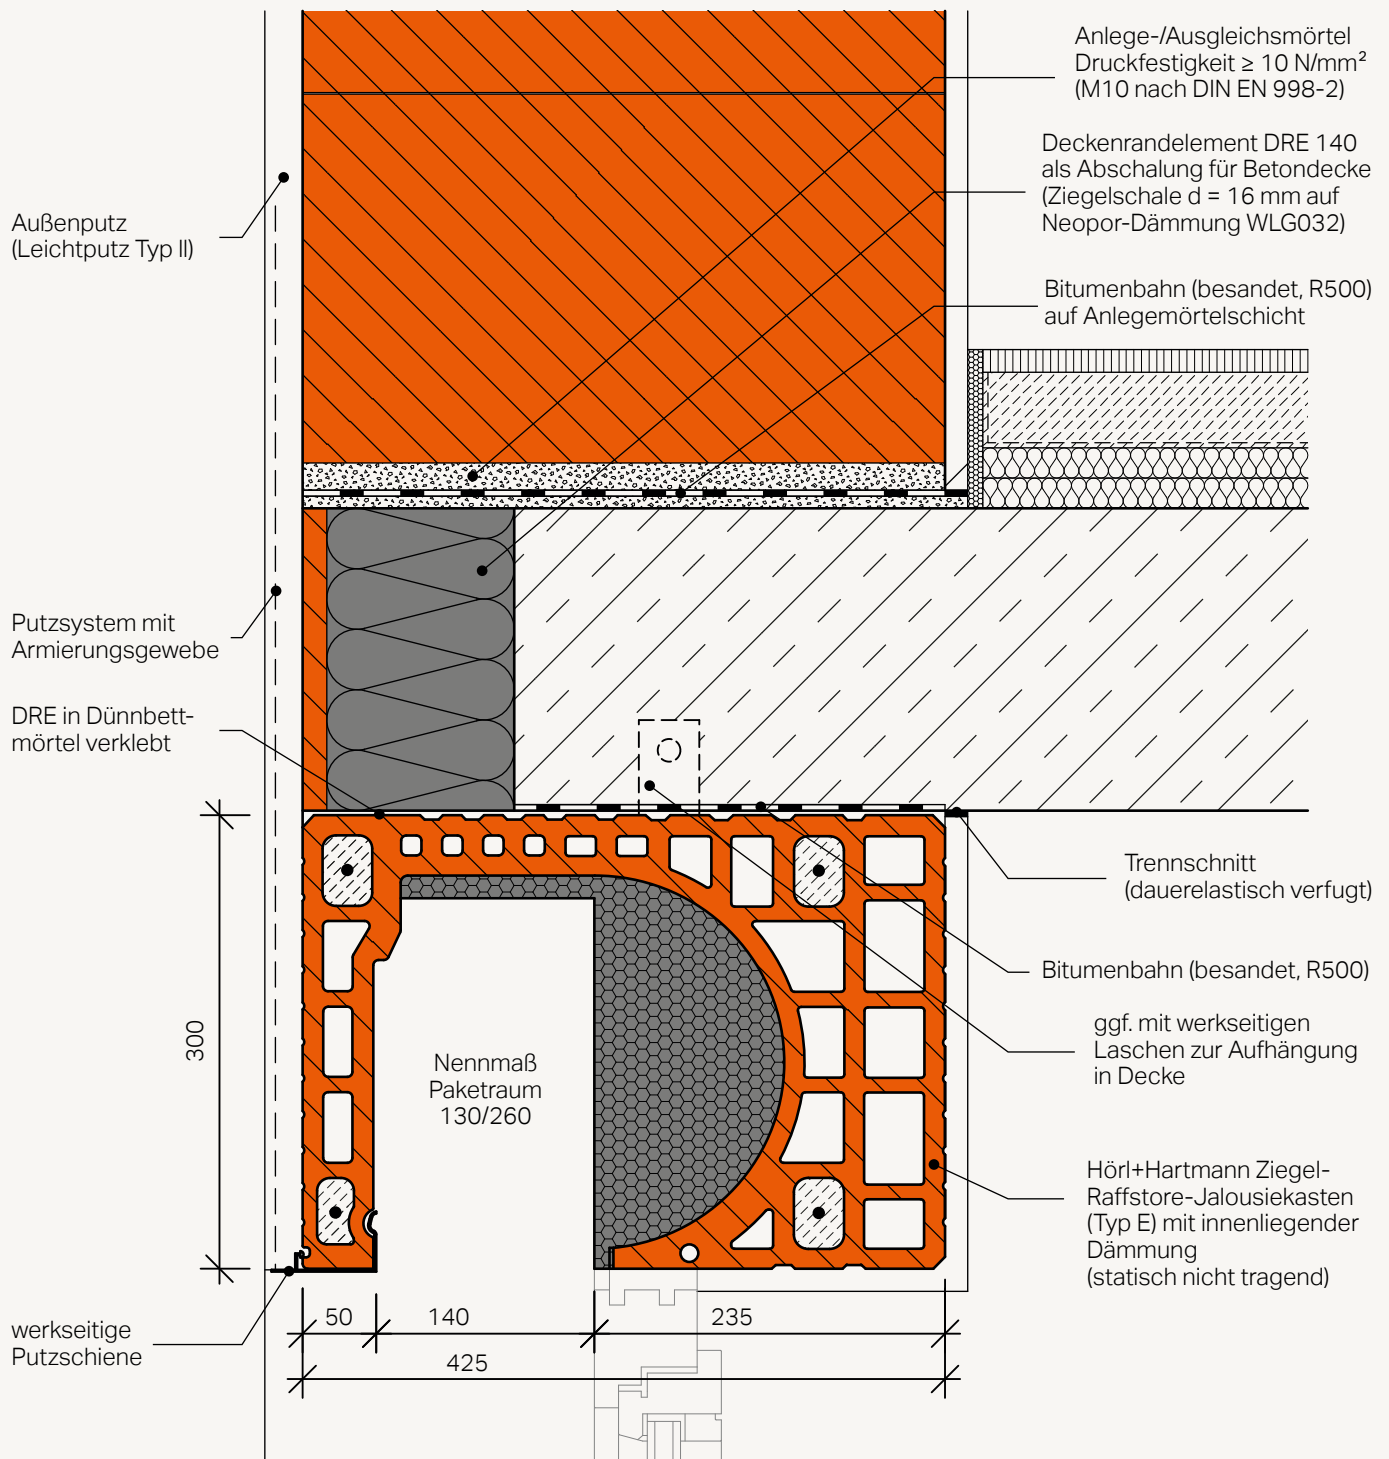 Anlege-/Ausgleichsmörtel
Druckfestigkeit ≥ 10 N/mm²
(M10 nach DIN EN 998-2)
Deckenrandelement DRE 140
als Abschalung für Betondecke
(Ziegelschale d = 16 mm auf
Neopor-Dämmung WLG032)
Außenputz
(Leichtputz Typ II)
Bitumenbahn (besandet, R500)
auf Anlegemörtelschicht
Putzsystem mit
Armierungsgewebe
DRE in Dünnbett-
mörtel verklebt
Trennschnitt
(dauerelastisch verfugt)
Bitumenbahn (besandet, R500)
ggf. mit werkseitigen
Laschen zur Aufhängung
in Decke
300
Nennmaß
Paketraum
130/260
Hörl+Hartmann Ziegel-
Raffstore-Jalousiekasten
(Typ E) mit innenliegender
Dämmung
(statisch nicht tragend)
werkseitige
Putzschiene
50 140 235
425